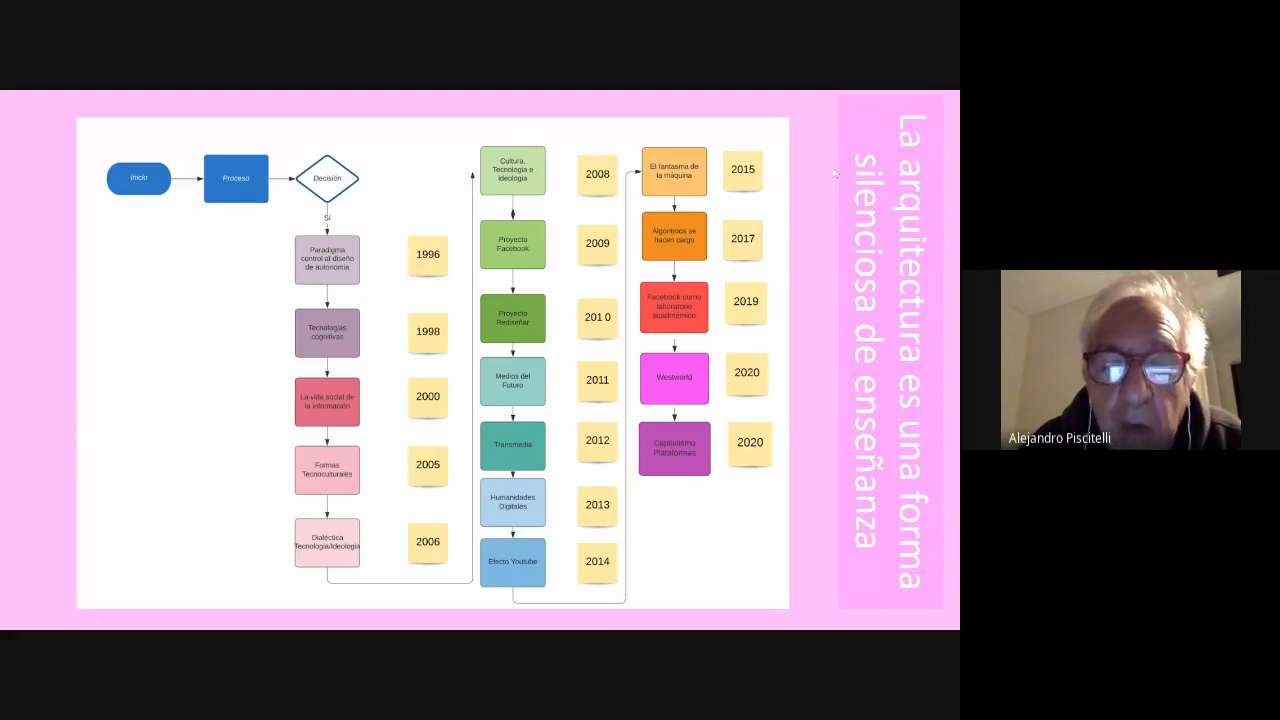 Inicio
Proceso
Decisión
Sí
Paradigma
control al diseño
de autonomía
1996
Tecnologías
cognitivas
1998
La vida social de
la información
2000
Formas
Tecnoculturales
2005
Dialéctica
Tecnología/Ideología
2006
Cultura.
Tecnología e
ideología
2008
Proyecto
Facebook
2009
Proyecto
Rediseñar
201 0
Medios del
Futuro
2011
Transmedia
2012
Humanidades
Digitales
2013
Efecto Youtube
2014
El fantasma de
la máquina
2015
Algoritmos se
hacen cargo
2017
Facebook como
laboratorio
académico
2019
Westworld
2020
Capitalismo
Plataformas
2020
La arquitectura es una forma
silenciosa de enseñanza
Alejandro Piscitelli